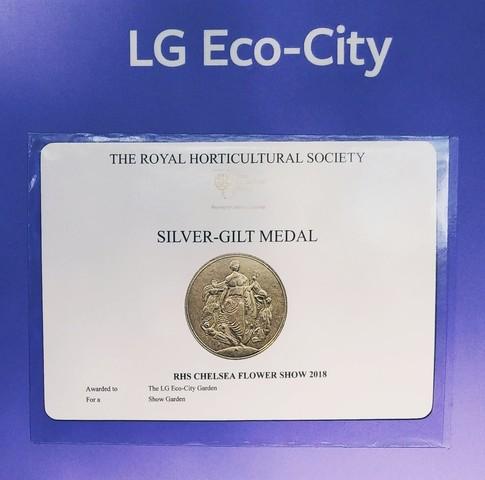 LG Eco-City
THE ROYAL HORTICULTURAL SOCIETY
SILVER-GILT MEDAL
RHS CHELSEA FLOWER SHOW 2018
Awarded to The LG Eco-City Garden
For a Show Garden